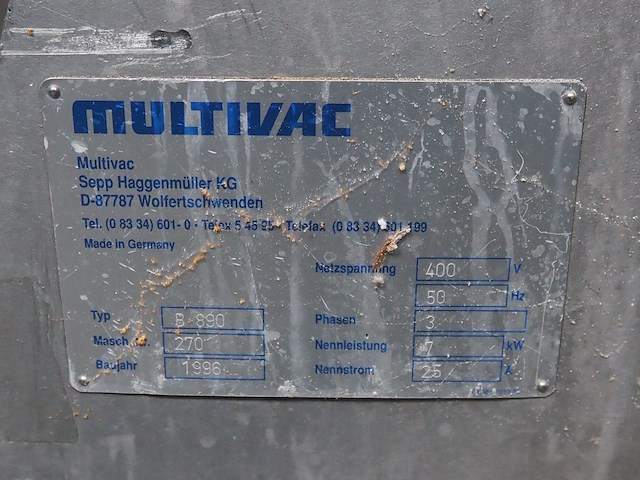 MULTIVAC
Multivac
Sepp Haggenmüller KG
D-87787 Wolfertschwenden
Tel. (0 83 34) 601-0 · Telex 5 45 95 · Telefax (0 83 34) 601 199
Made in Germany
Netzspannung 400 V
50 Hz
Typ B 890 Phasen 3
Masch. 270 Nennleistung 7 kW
Baujahr 1996 Nennstrom 25 A